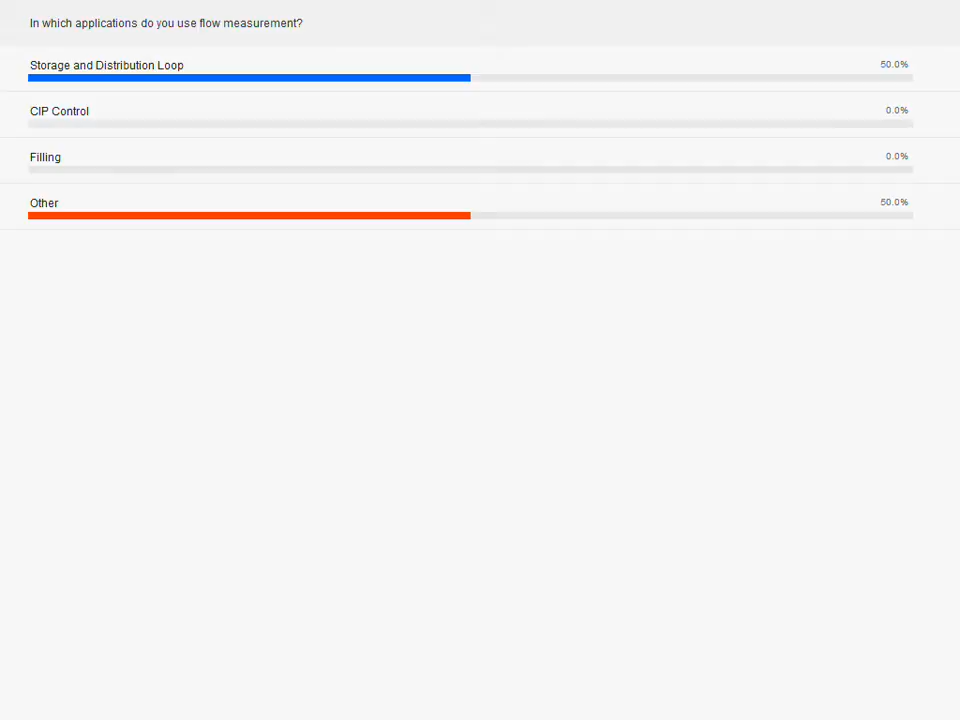 In which applications do you use flow measurement?
Storage and Distribution Loop
50.0%
CIP Control
0.0%
Filling
0.0%
Other
50.0%